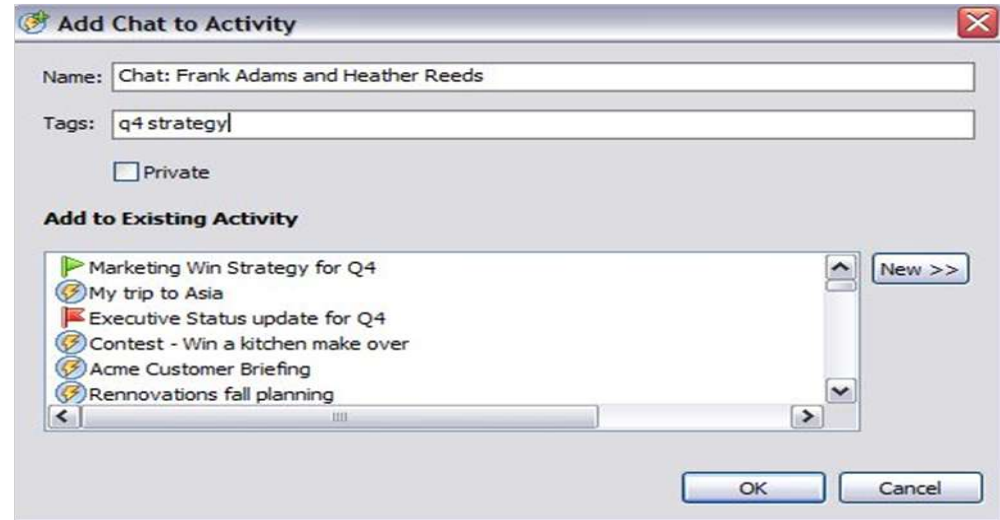 Add Chat to Activity
Name: Chat: Frank Adams and Heather Reeds
Tags: q4 strategy
Private
Add to Existing Activity
Marketing Win Strategy for Q4
New >>
My trip to Asia
Executive Status update for Q4
Contest - Win a kitchen make over
Acme Customer Briefing
Rennovations fall planning
OK Cancel